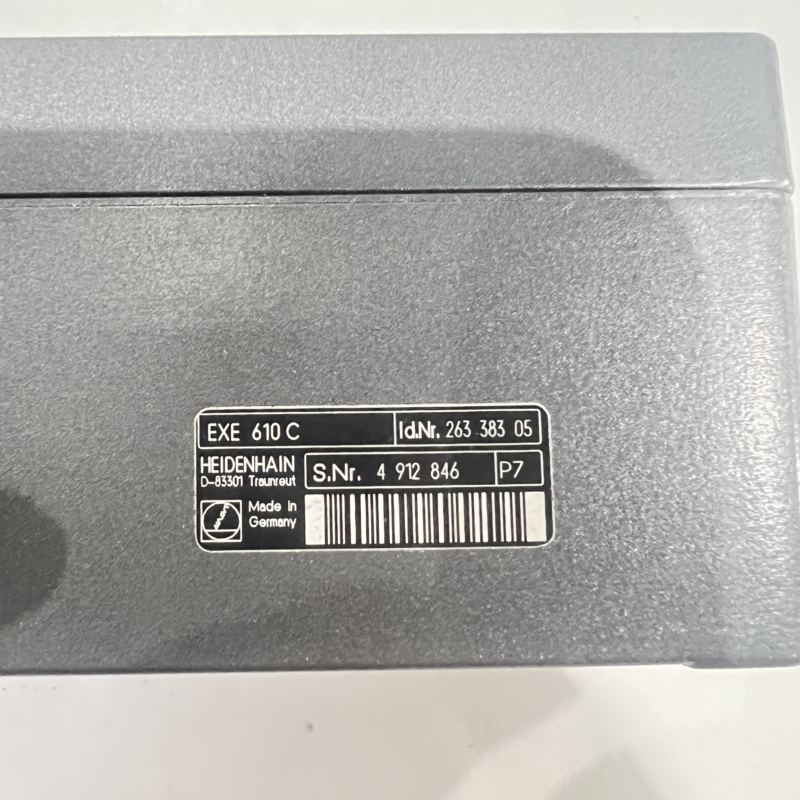 EXE 610 C Id.Nr. 263 383 05
HEIDENHAIN
D-83301 Traunreut
S.Nr. 4 912 846 P7
Made in
Germany